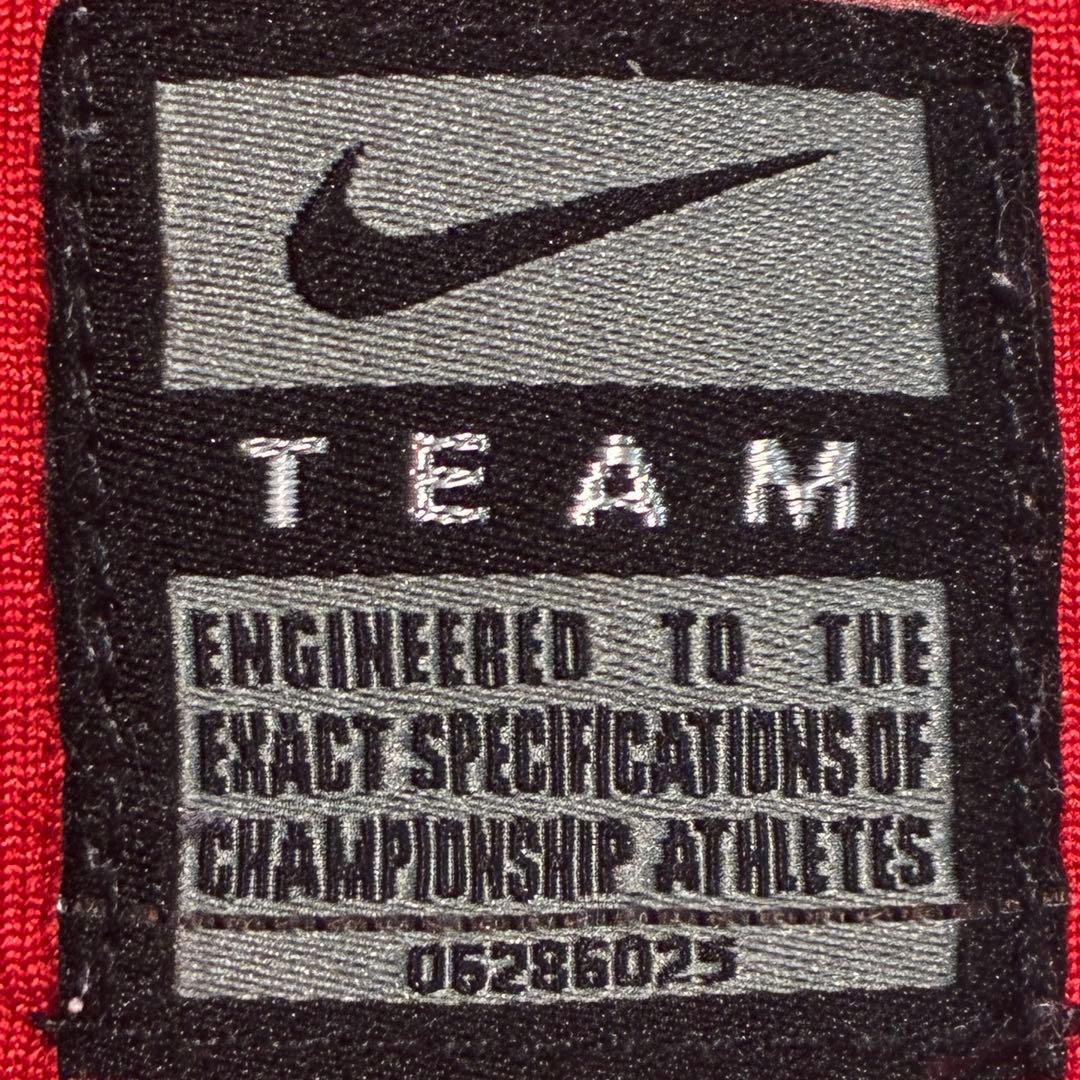 TEAM
ENGINEERED TO THE
EXACT SPECIFICATIONS OF
CHAMPIONSHIP ATHLETES
06286025